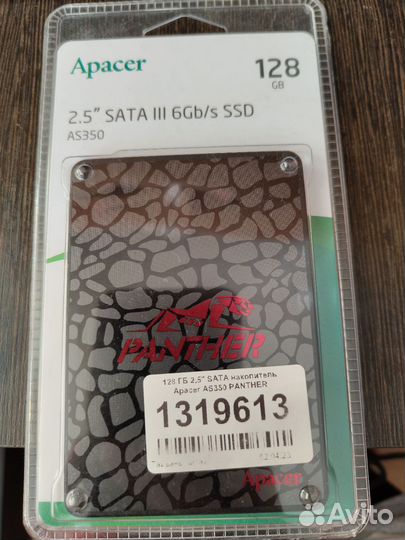 Apacer
128
GB
2.5" SATA III 6Gb/s SSD
AS350
PANTHER
128 ГБ 2,5" SATA накопитель
Apacer AS350 PANTHER
1319613
Apacer
Avito